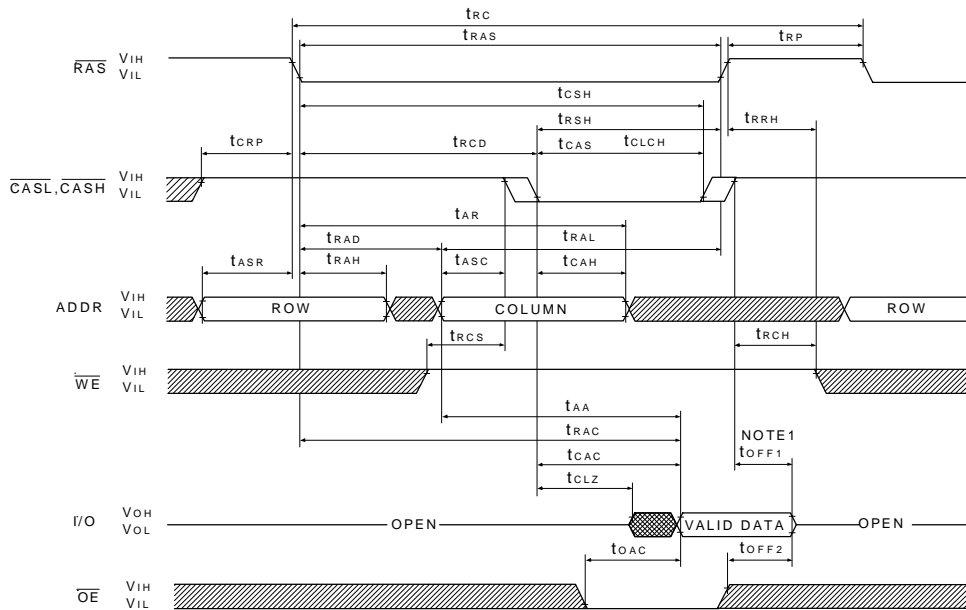 tRC
tRAS tRP
RAS VIH
VIL
tCSH
tRSH tRRH
tCRP tRCD tCAS tCLCH
CASL,CASH VIH
VIL
tAR
tRAD tRAL
tASR tRAH tASC tCAH
ADDR VIH
VIL
ROW COLUMN ROW
tRCS tRCH
WE VIH
VIL
tAA
tRAC NOTE1
tCAC tOFF1
tCLZ
I/O VOH
VOL
OPEN VALID DATA OPEN
tOAC tOFF2
OE VIH
VIL